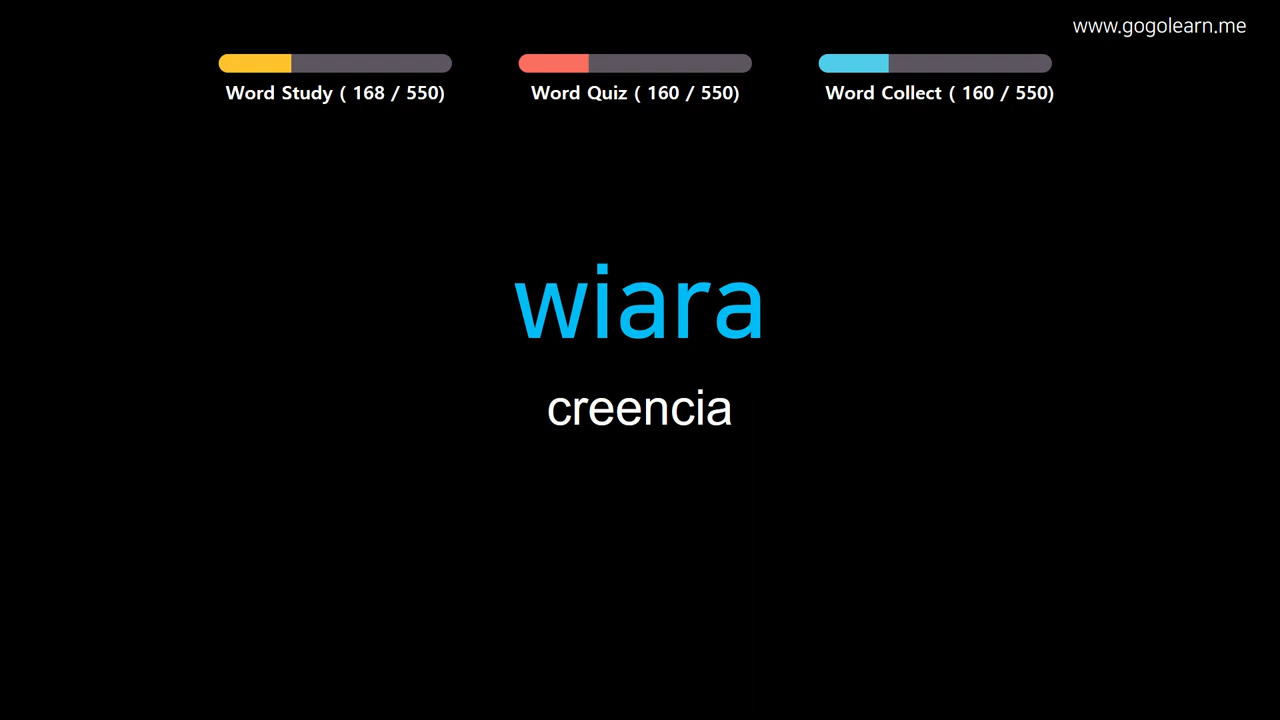 www.gogolearn.me
Word Study ( 168 / 550)
Word Quiz ( 160 / 550)
Word Collect ( 160 / 550)
wiara
creencia